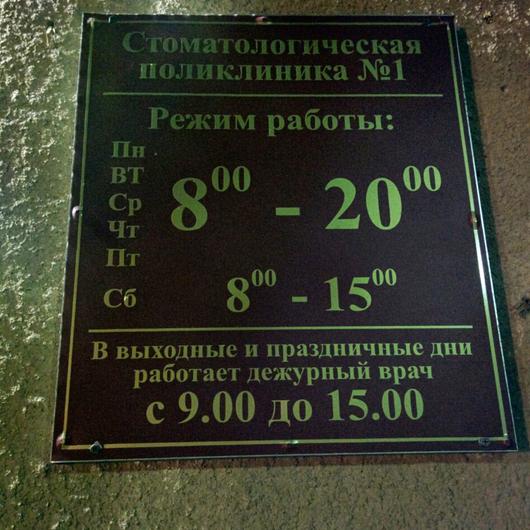 Стоматологическая
поликлиника №1
Режим работы:
Пн
ВТ
Ср
Чт
Пт
8⁰⁰ - 20⁰⁰
Сб
8⁰⁰ - 15⁰⁰
В выходные и праздничные дни
работает дежурный врач
с 9.00 до 15.00